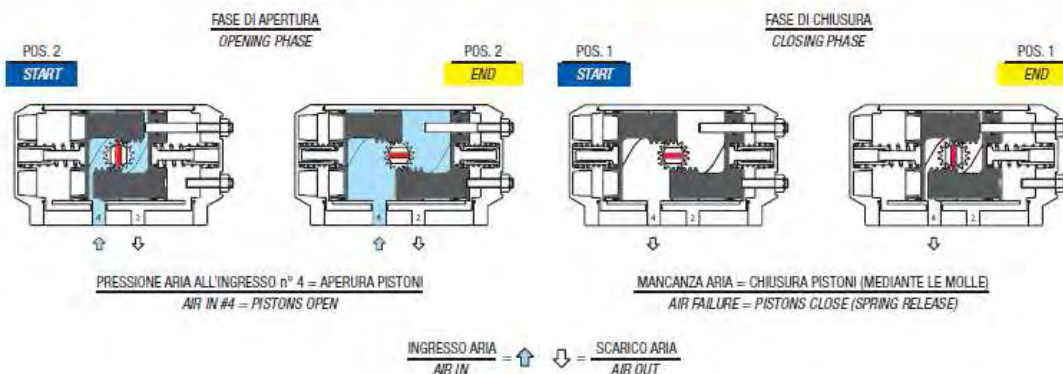 FASE DI APERTURA
OPENING PHASE
FASE DI CHIUSURA
CLOSING PHASE
POS. 2
START
POS. 2
END
POS. 1
START
POS. 1
END
4 2
4 2
4 2
4 2
PRESSIONE ARIA ALL'INGRESSO n° 4 = APERURA PISTONI
AIR IN #4 = PISTONS OPEN
MANCANZA ARIA = CHIUSURA PISTONI (MEDIANTE LE MOLLE)
AIR FAILURE = PISTONS CLOSE (SPRING RELEASE)
INGRESSO ARIA
AIR IN
=
= SCARICO ARIA
AIR OUT